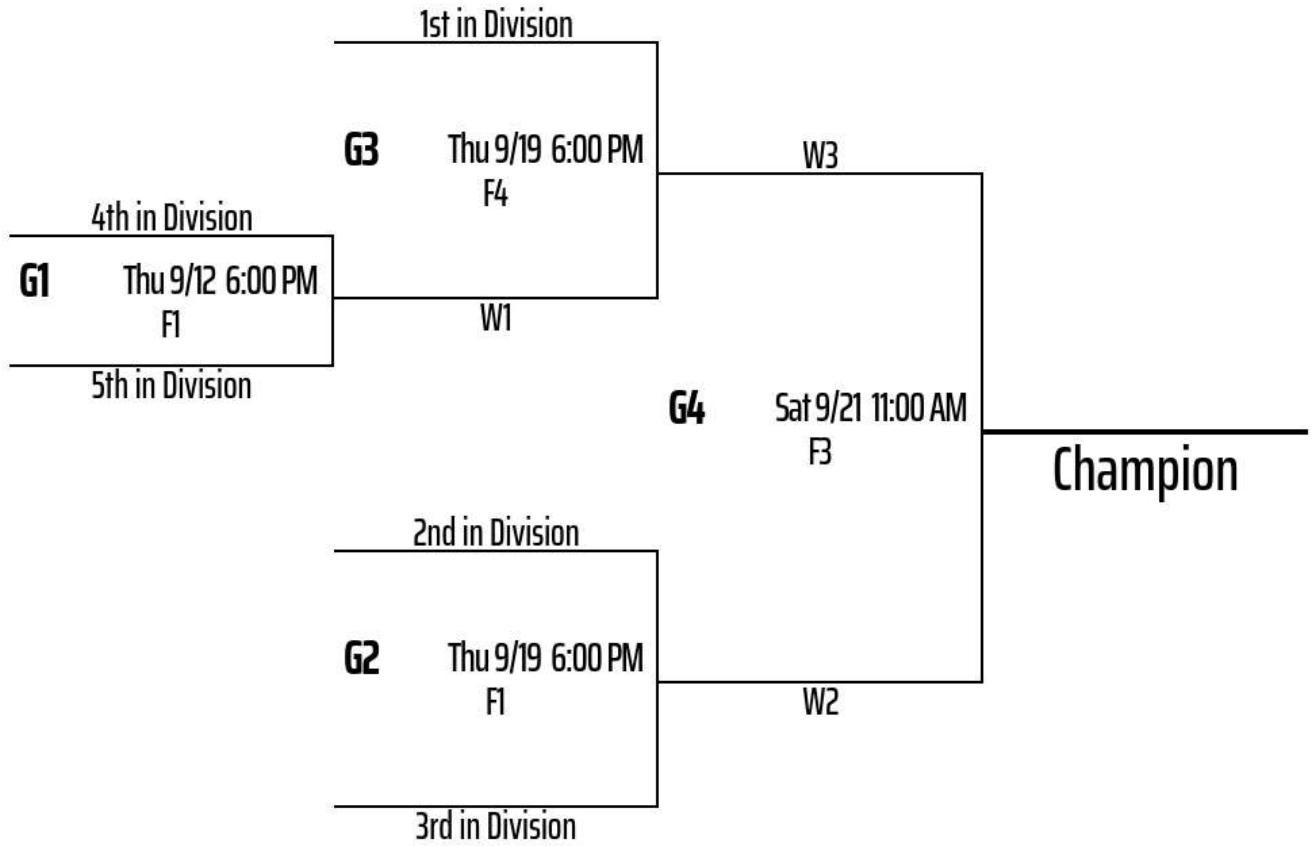 1st in Division
G3 Thu 9/19 6:00 PM
F4
W3
4th in Division
G1 Thu 9/12 6:00 PM
F1
W1
5th in Division
G4 Sat 9/21 11:00 AM
F3
Champion
2nd in Division
G2 Thu 9/19 6:00 PM
F1
W2
3rd in Division